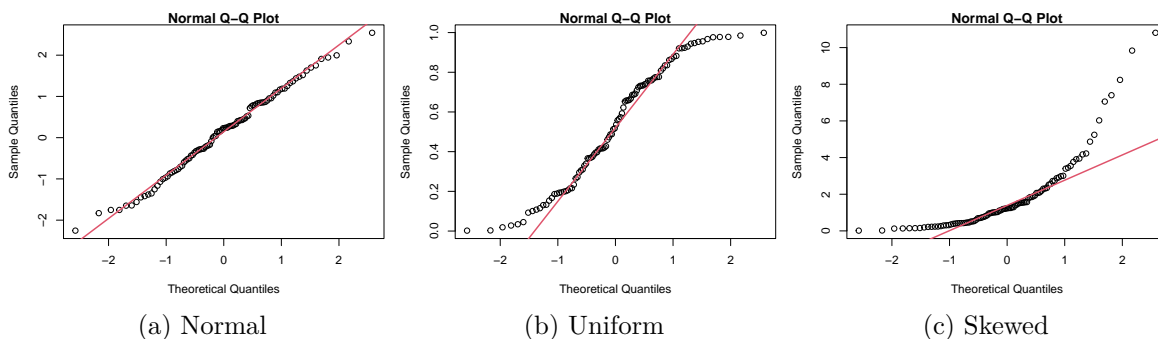 Normal Q−Q Plot
2
1
0
−1
−2
Sample Quantiles
−2 −1 0 1 2
Theoretical Quantiles
(a) Normal
Normal Q−Q Plot
1.0
0.8
0.6
0.4
0.2
0.0
Sample Quantiles
−2 −1 0 1 2
Theoretical Quantiles
(b) Uniform
Normal Q−Q Plot
10
8
6
4
2
0
Sample Quantiles
−2 −1 0 1 2
Theoretical Quantiles
(c) Skewed